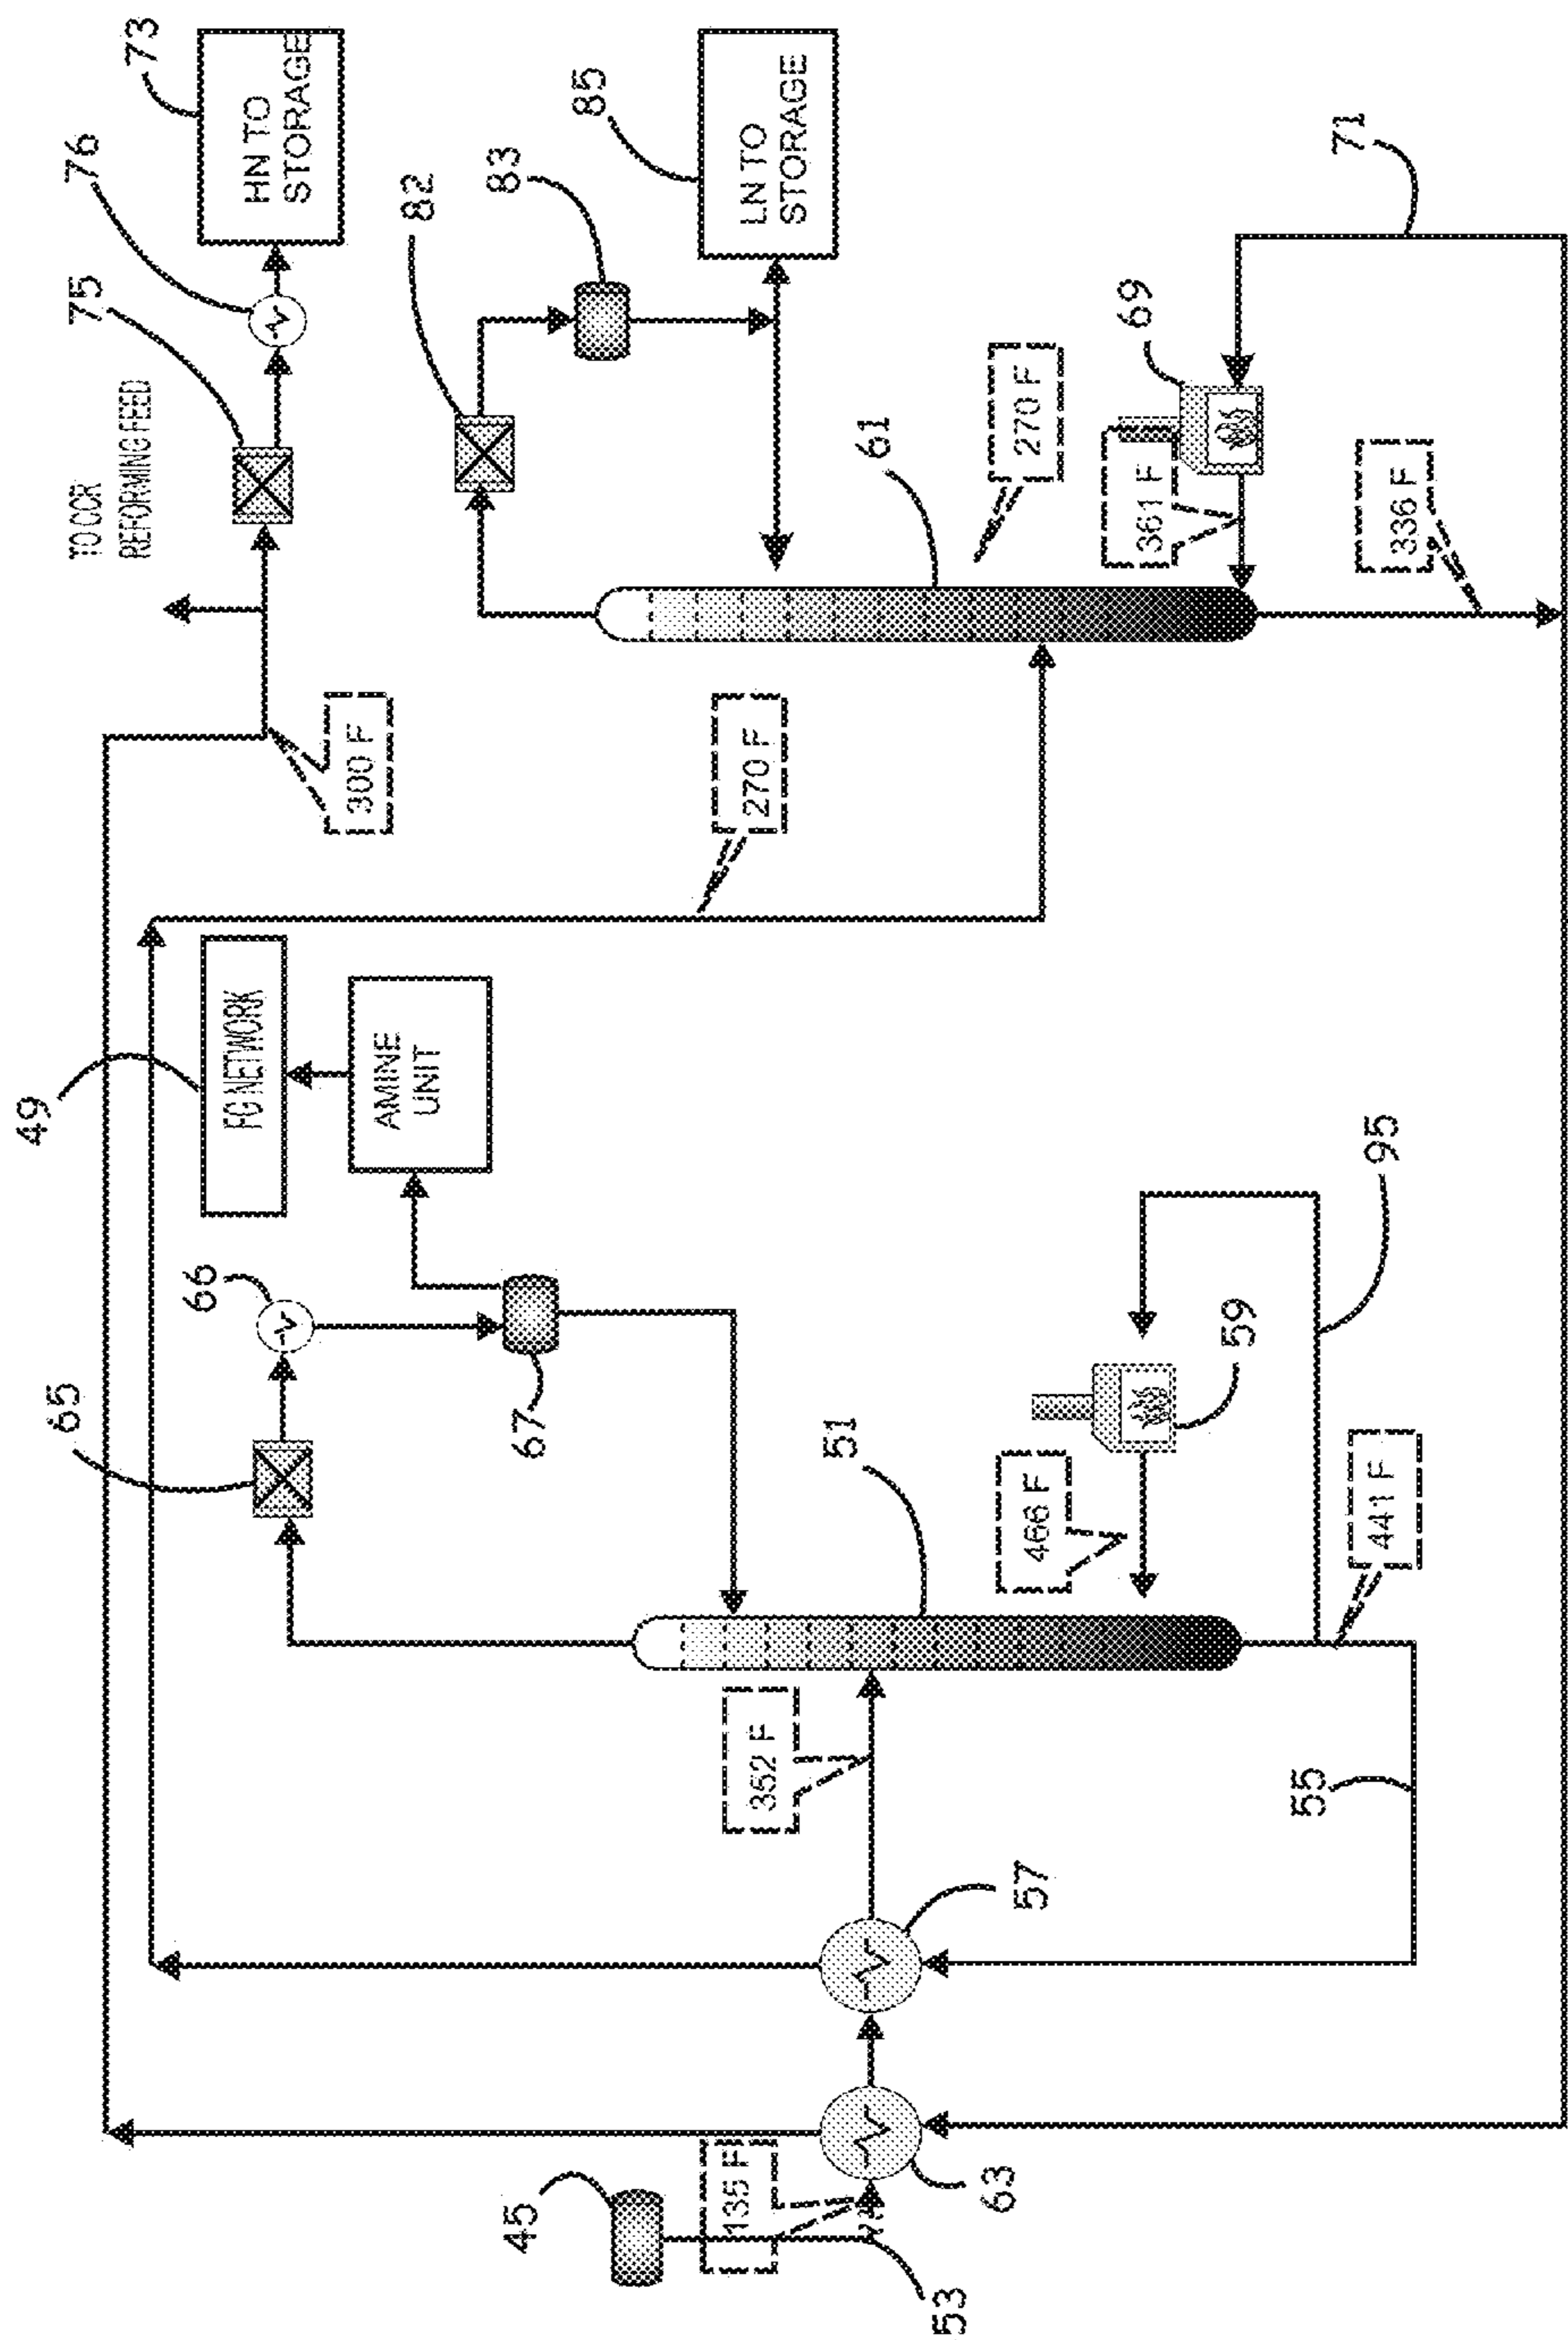 49
65
75
TO CCR
REFORMING FEED
76
73
66
FG NETWORK
HN TO
STORAGE
300 F
AMINE
UNIT
82
83
45
67
85
135 F
352 F
270 F
LN TO
STORAGE
51
61
53
63
57
466 F
270 F
361 F
69
59
55
441 F
95
336 F
71